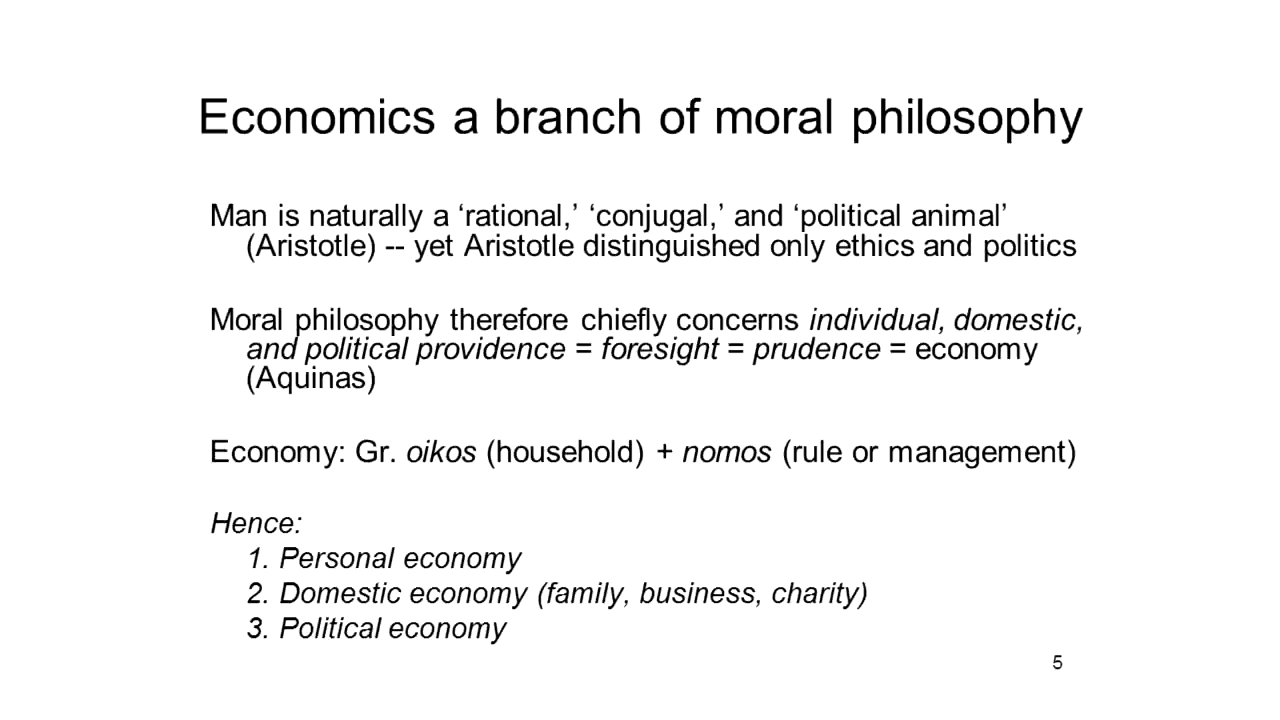 Economics a branch of moral philosophy
Man is naturally a ‘rational,’ ‘conjugal,’ and ‘political animal’
(Aristotle) -- yet Aristotle distinguished only ethics and politics
Moral philosophy therefore chiefly concerns individual, domestic,
and political providence = foresight = prudence = economy
(Aquinas)
Economy: Gr. oikos (household) + nomos (rule or management)
Hence:
1. Personal economy
2. Domestic economy (family, business, charity)
3. Political economy
5